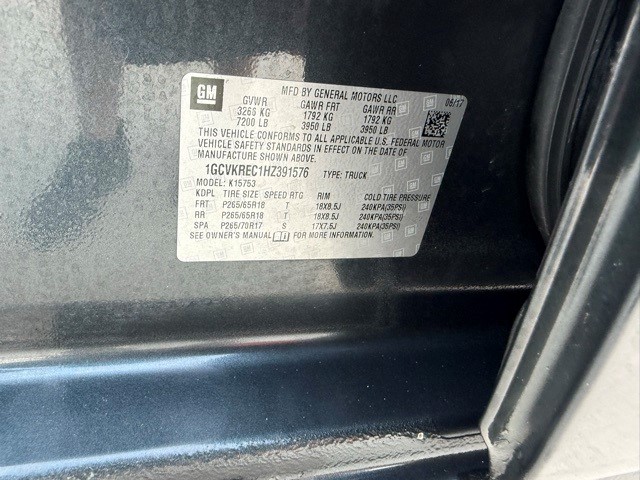 GM
MFD BY GENERAL MOTORS LLC
06/17
GVWR GAWR FRT GAWR RR
3266 KG 1792 KG 1792 KG
7200 LB 3950 LB 3950 LB
THIS VEHICLE CONFORMS TO ALL APPLICABLE U.S. FEDERAL MOTOR
VEHICLE SAFETY STANDARDS IN EFFECT ON THE DATE OF
MANUFACTURE SHOWN ABOVE.
1GCVKREC1HZ391576 TYPE: TRUCK
MODEL: K15753
KDPL TIRE SIZE SPEED RTG RIM COLD TIRE PRESSURE
FRT P265/65R18 T 18X8.5J 240KPA(35PSI)
RR P265/65R18 T 18X8.5J 240KPA(35PSI)
SPA P265/70R17 S 17X7.5J 240KPA(35PSI)
SEE OWNER'S MANUAL FOR MORE INFORMATION.